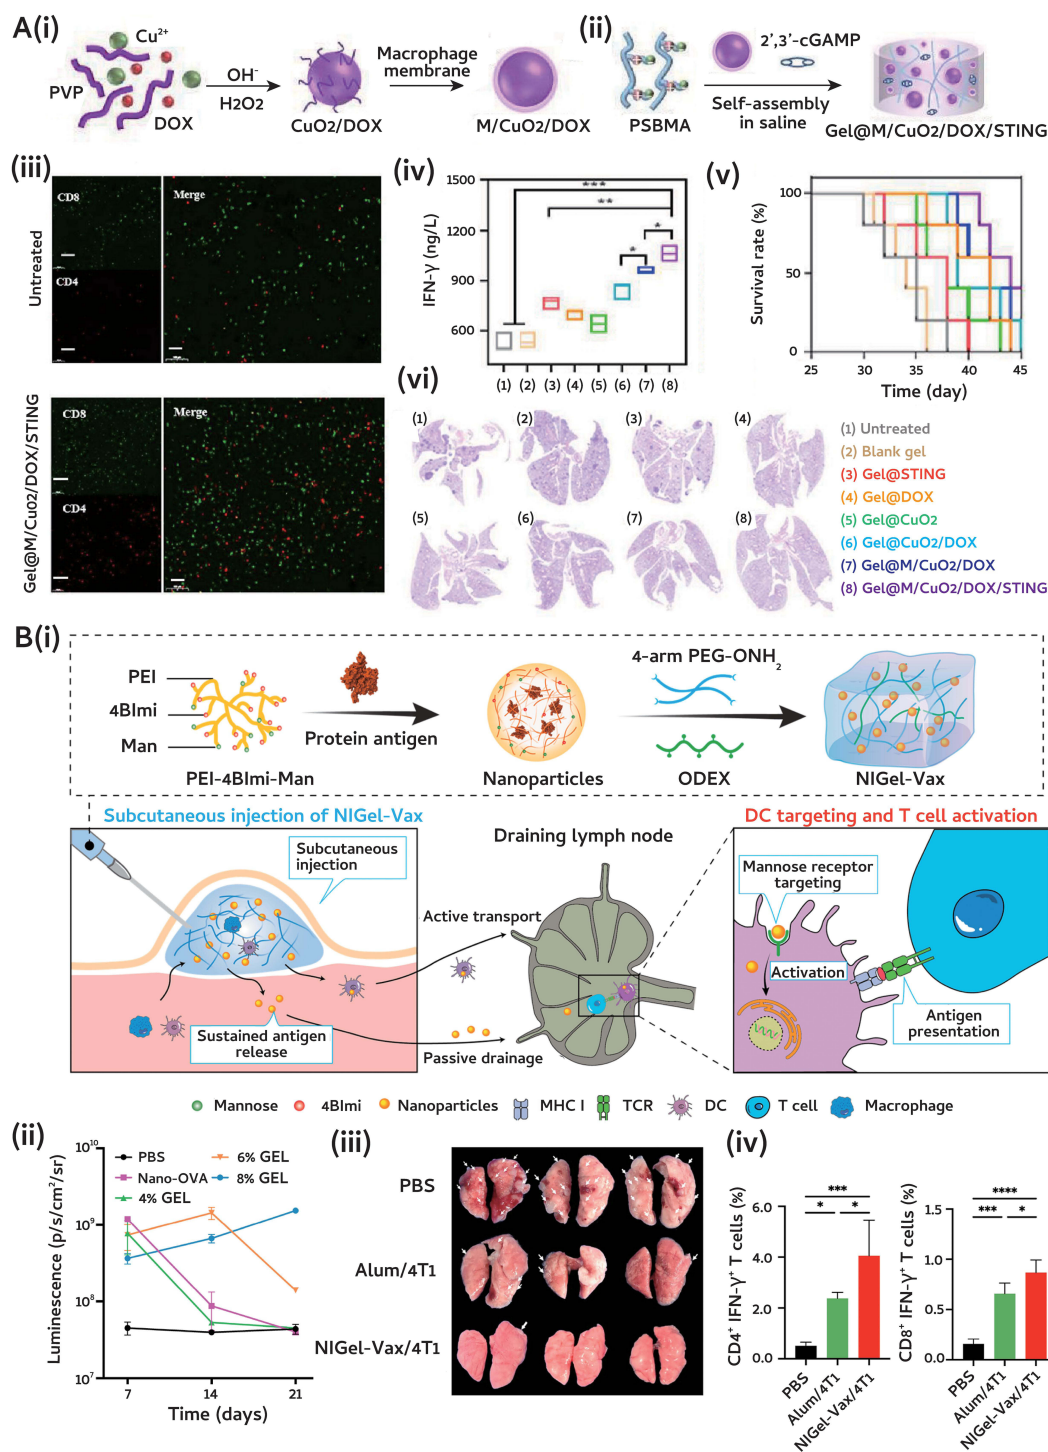 A(i)
Cu2+
PVP
DOX
OH-
H2O2
CuO2/DOX
Macrophage
membrane
M/CuO2/DOX
(ii)
PSBMA
2',3'-cGAMP
Self-assembly
in saline
Gel@M/CuO2/DOX/STING
(iii)
Untreated
CD8
CD4
Merge
Gel@M/CuO2/DOX/STING
CD8
CD4
Merge
(iv)
IFN-γ (ng/L)
1500
1200
900
600
***
**
*
*
(1) (2) (3) (4) (5) (6) (7) (8)
(v)
Survival rate (%)
100
50
0
25 30 35 40 45
Time (day)
(vi)
(1) (2) (3) (4)
(5) (6) (7) (8)
(1) Untreated
(2) Blank gel
(3) Gel@STING
(4) Gel@DOX
(5) Gel@CuO2
(6) Gel@CuO2/DOX
(7) Gel@M/CuO2/DOX
(8) Gel@M/CuO2/DOX/STING
B(i)
PEI
4BImi
Man
PEI-4BImi-Man
Protein antigen
Nanoparticles
4-arm PEG-ONH2
ODEX
NIGel-Vax
Subcutaneous injection of NIGel-Vax
Subcutaneous
injection
Sustained antigen
release
Draining lymph node
Active transport
Passive drainage
DC targeting and T cell activation
Mannose receptor
targeting
Activation
Antigen
presentation
Mannose 4BImi Nanoparticles MHC I TCR DC T cell Macrophage
(ii)
Luminescence (p/s/cm2/sr)
1010
109
108
107
PBS
Nano-OVA
4% GEL
6% GEL
8% GEL
7 14 21
Time (days)
(iii)
PBS
Alum/4T1
NIGel-Vax/4T1
(iv)
CD4+ IFN-γ+ T cells (%)
6.0
4.0
2.0
0.0
***
* *
PBS
Alum/4T1
NIGel-Vax/4T1
CD8+ IFN-γ+ T cells (%)
1.5
1.0
0.5
0.0
****
*** *
PBS
Alum/4T1
NIGel-Vax/4T1